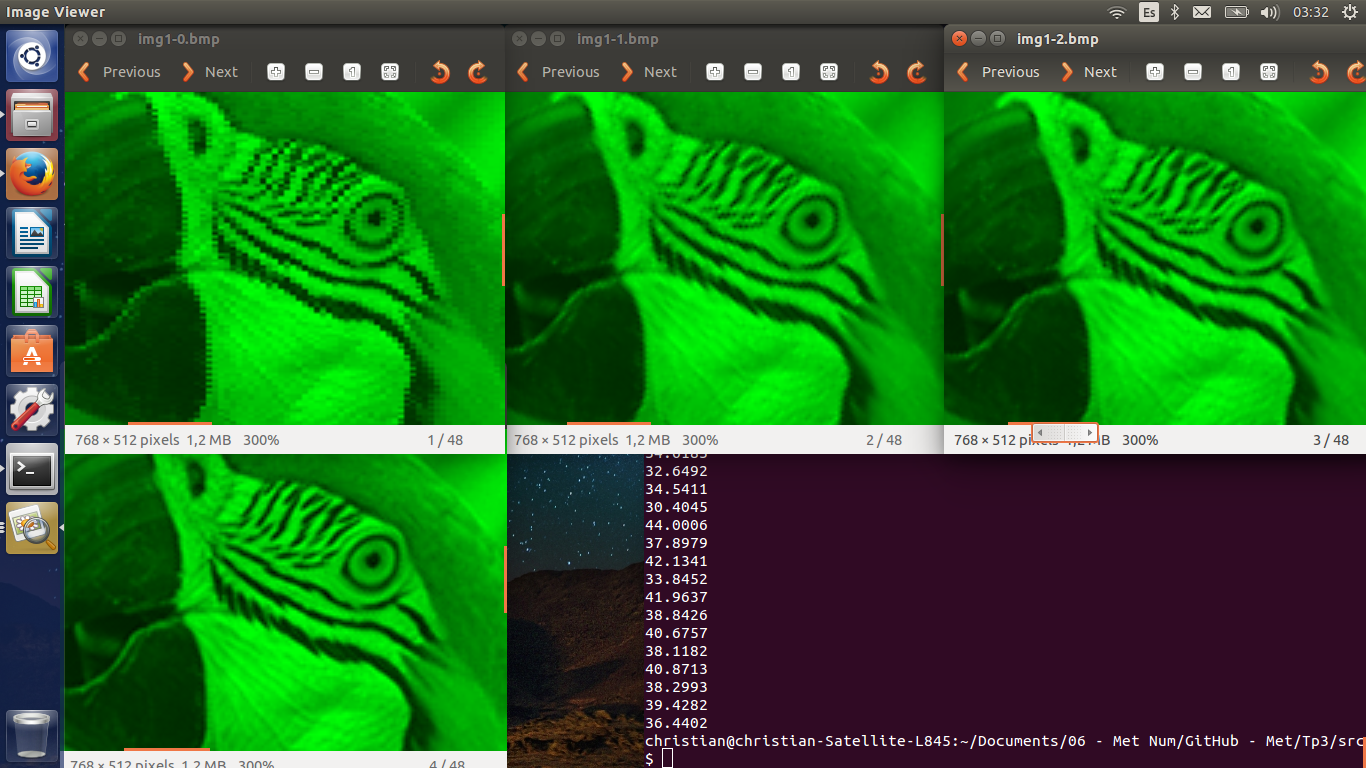 Image Viewer
Es
03:32
img1-0.bmp
Previous
Next
768 × 512 pixels 1,2 MB 300%
1 / 48
img1-1.bmp
Previous
Next
768 × 512 pixels 1,2 MB 300%
2 / 48
img1-2.bmp
Previous
Next
768 × 512 300%
3 / 48
768 × 512 pixels 1,2 MB 300%
4 / 48
32.6492
34.5411
30.4045
44.0006
37.8979
42.1341
33.8452
41.9637
38.8426
40.6757
38.1182
40.8713
38.2993
39.4282
36.4402
christian@christian-Satellite-L845:~/Documents/06 - Met Num/GitHub - Met/Tp3/src
$